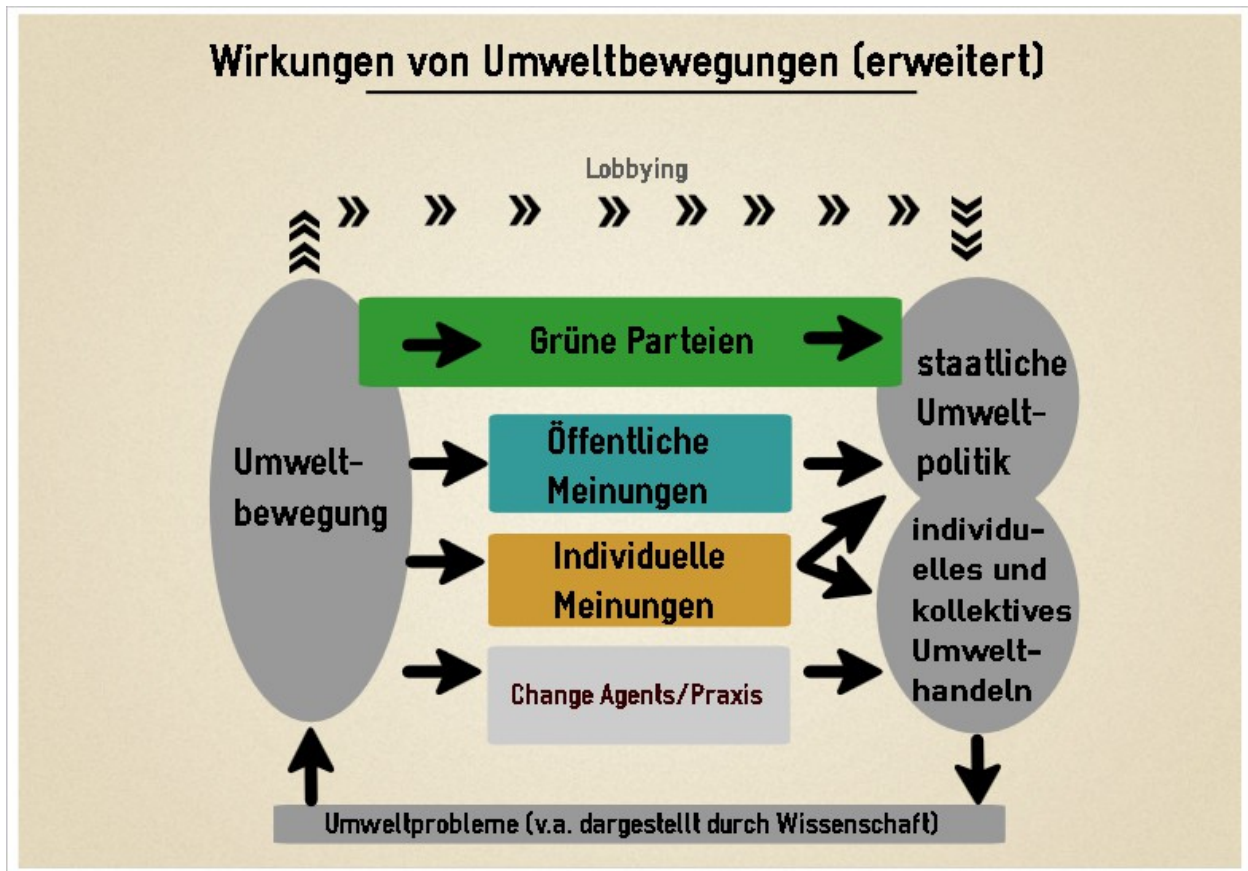 Wirkungen von Umweltbewegungen (erweitert)
Lobbying
Grüne Parteien
staatliche
Umwelt-
politik
Umwelt-
bewegung
Öffentliche
Meinungen
Individuelle
Meinungen
individu-
elles und
kollektives
Umwelt-
handeln
Change Agents/Praxis
Umweltprobleme (v.a. dargestellt durch Wissenschaft)